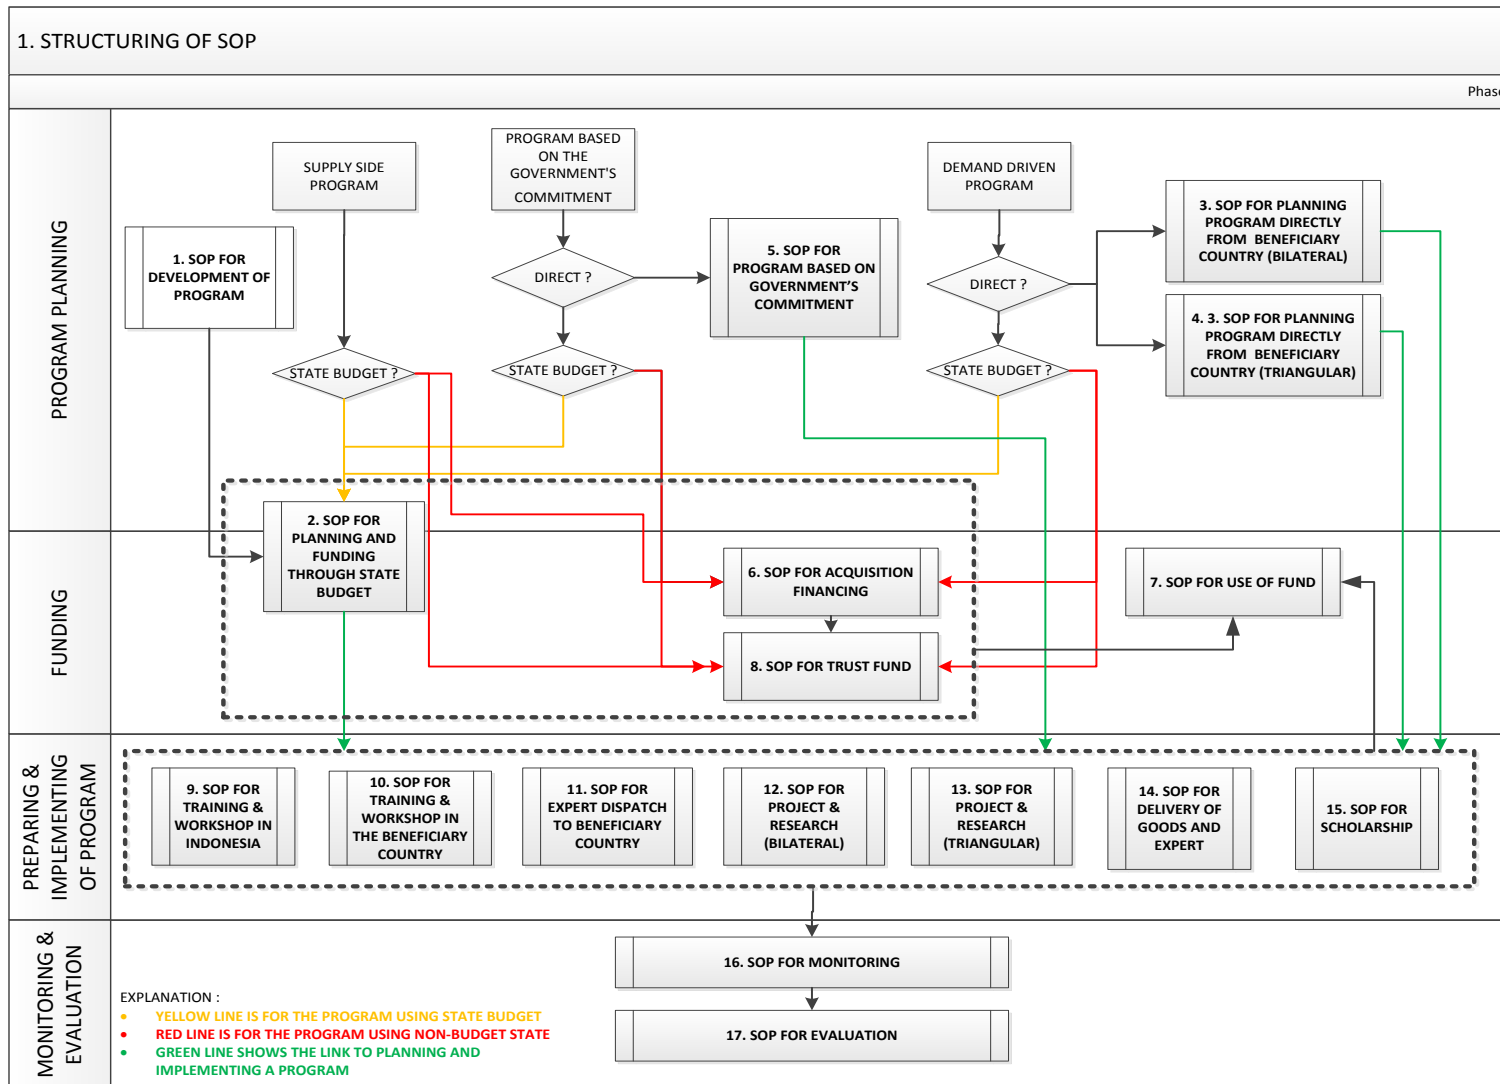 1. STRUCTURING OF SOP
Phase
PROGRAM PLANNING
SUPPLY SIDE
PROGRAM
PROGRAM BASED
ON THE
GOVERNMENT'S
COMMITMENT
DEMAND DRIVEN
PROGRAM
1. SOP FOR
DEVELOPMENT OF
PROGRAM
DIRECT ?
5. SOP FOR
PROGRAM BASED ON
GOVERNMENT'S
COMMITMENT
DIRECT ?
3. SOP FOR PLANNING
PROGRAM DIRECTLY
FROM BENEFICIARY
COUNTRY (BILATERAL)
4. 3. SOP FOR PLANNING
PROGRAM DIRECTLY
FROM BENEFICIARY
COUNTRY (TRIANGULAR)
STATE BUDGET ?
STATE BUDGET ?
STATE BUDGET ?
FUNDING
2. SOP FOR
PLANNING AND
FUNDING
THROUGH STATE
BUDGET
6. SOP FOR ACQUISITION
FINANCING
7. SOP FOR USE OF FUND
8. SOP FOR TRUST FUND
PREPARING &
IMPLEMENTING
OF PROGRAM
9. SOP FOR
TRAINING &
WORKSHOP IN
INDONESIA
10. SOP FOR
TRAINING &
WORKSHOP IN
THE BENEFICIARY
COUNTRY
11. SOP FOR
EXPERT DISPATCH
TO BENEFICIARY
COUNTRY
12. SOP FOR
PROJECT &
RESEARCH
(BILATERAL)
13. SOP FOR
PROJECT &
RESEARCH
(TRIANGULAR)
14. SOP FOR
DELIVERY OF
GOODS AND
EXPERT
15. SOP FOR
SCHOLARSHIP
MONITORING &
EVALUATION
16. SOP FOR MONITORING
17. SOP FOR EVALUATION
EXPLANATION :
• YELLOW LINE IS FOR THE PROGRAM USING STATE BUDGET
• RED LINE IS FOR THE PROGRAM USING NON-BUDGET STATE
• GREEN LINE SHOWS THE LINK TO PLANNING AND
IMPLEMENTING A PROGRAM